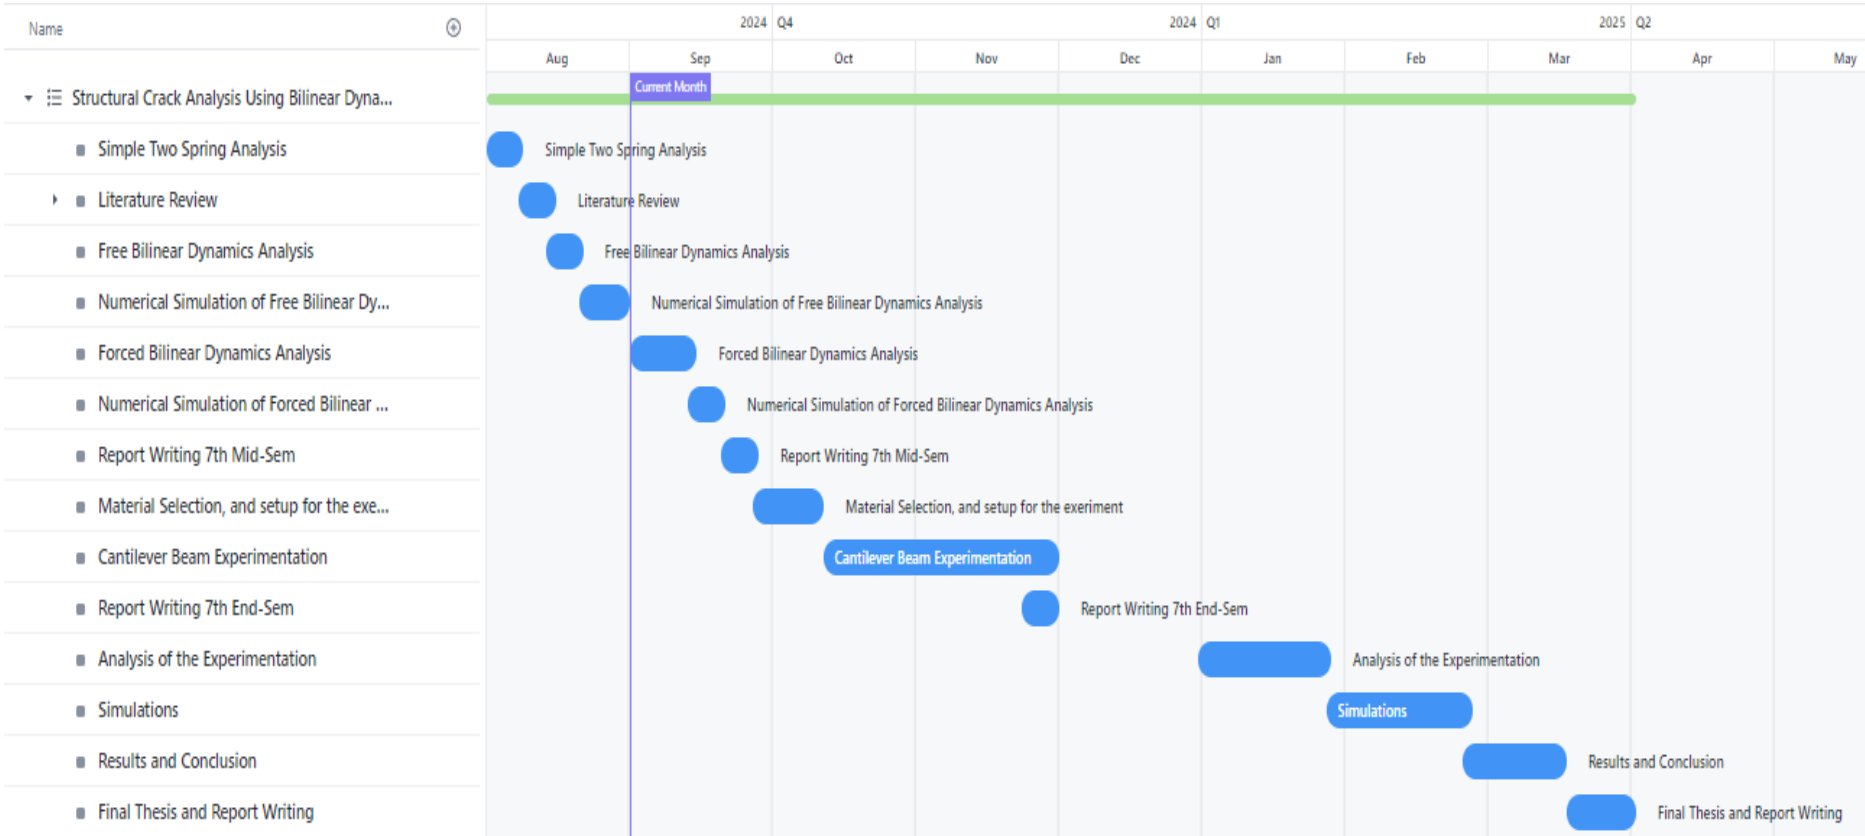 Name
2024 Q4 2024 Q1 2025 Q2
Aug Sep Oct Nov Dec Jan Feb Mar Apr May
Current Month
Structural Crack Analysis Using Bilinear Dyna...
Simple Two Spring Analysis Simple Two Spring Analysis
Literature Review Literature Review
Free Bilinear Dynamics Analysis Free Bilinear Dynamics Analysis
Numerical Simulation of Free Bilinear Dy... Numerical Simulation of Free Bilinear Dynamics Analysis
Forced Bilinear Dynamics Analysis Forced Bilinear Dynamics Analysis
Numerical Simulation of Forced Bilinear ... Numerical Simulation of Forced Bilinear Dynamics Analysis
Report Writing 7th Mid-Sem Report Writing 7th Mid-Sem
Material Selection, and setup for the exe... Material Selection, and setup for the exeriment
Cantilever Beam Experimentation Cantilever Beam Experimentation
Report Writing 7th End-Sem Report Writing 7th End-Sem
Analysis of the Experimentation Analysis of the Experimentation
Simulations Simulations
Results and Conclusion Results and Conclusion
Final Thesis and Report Writing Final Thesis and Report Writing